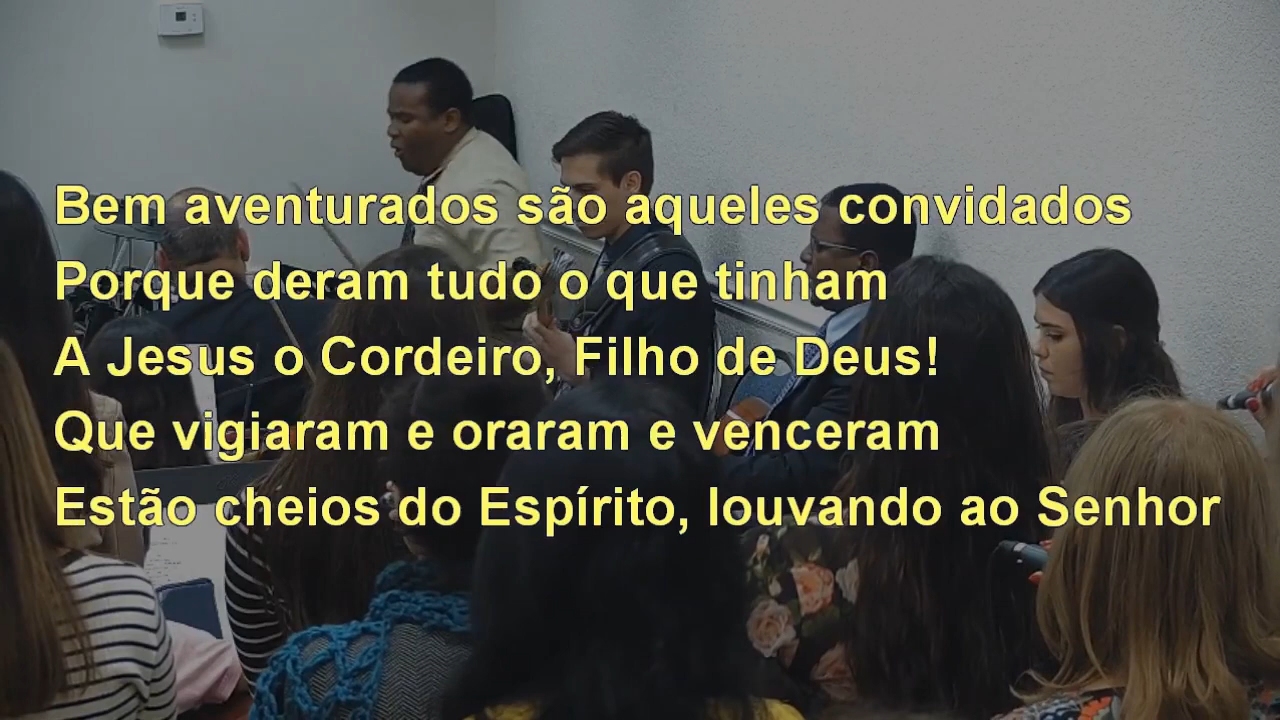 Bem aventurados são aqueles convidados
Porque deram tudo o que tinham
A Jesus o Cordeiro, Filho de Deus!
Que vigiaram e oraram e venceram
Estão cheios do Espírito, louvando ao Senhor